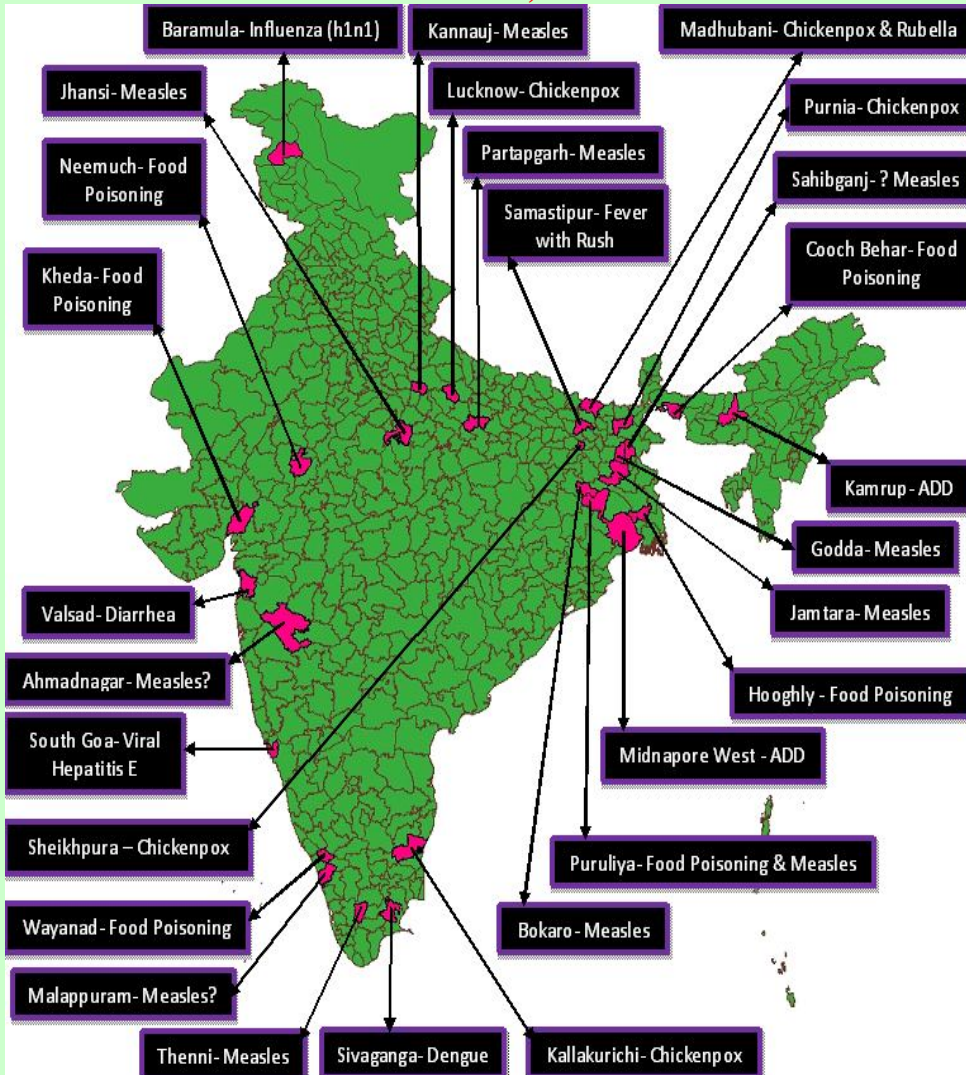 Baramula- Influenza (h1n1)
Kannauj- Measles
Madhubani- Chickenpox & Rubella
Jhansi- Measles
Lucknow- Chickenpox
Purnia- Chickenpox
Neemuch- Food
Poisoning
Partapgarh- Measles
Sahibganj- ? Measles
Samastipur- Fever
with Rush
Cooch Behar-Food
Poisoning
Kheda- Food
Poisoning
Kamrup - ADD
Godda- Measles
Valsad- Diarrhea
Jamtara- Measles
Ahmadnagar- Measles?
Hooghly - Food Poisoning
South Goa- Viral
Hepatitis E
Midnapore West - ADD
Sheikhpura – Chickenpox
Puruliya- Food Poisoning & Measles
Wayanad- Food Poisoning
Bokaro- Measles
Malappuram- Measles?
Thenni- Measles
Sivaganga- Dengue
Kallakurichi- Chickenpox